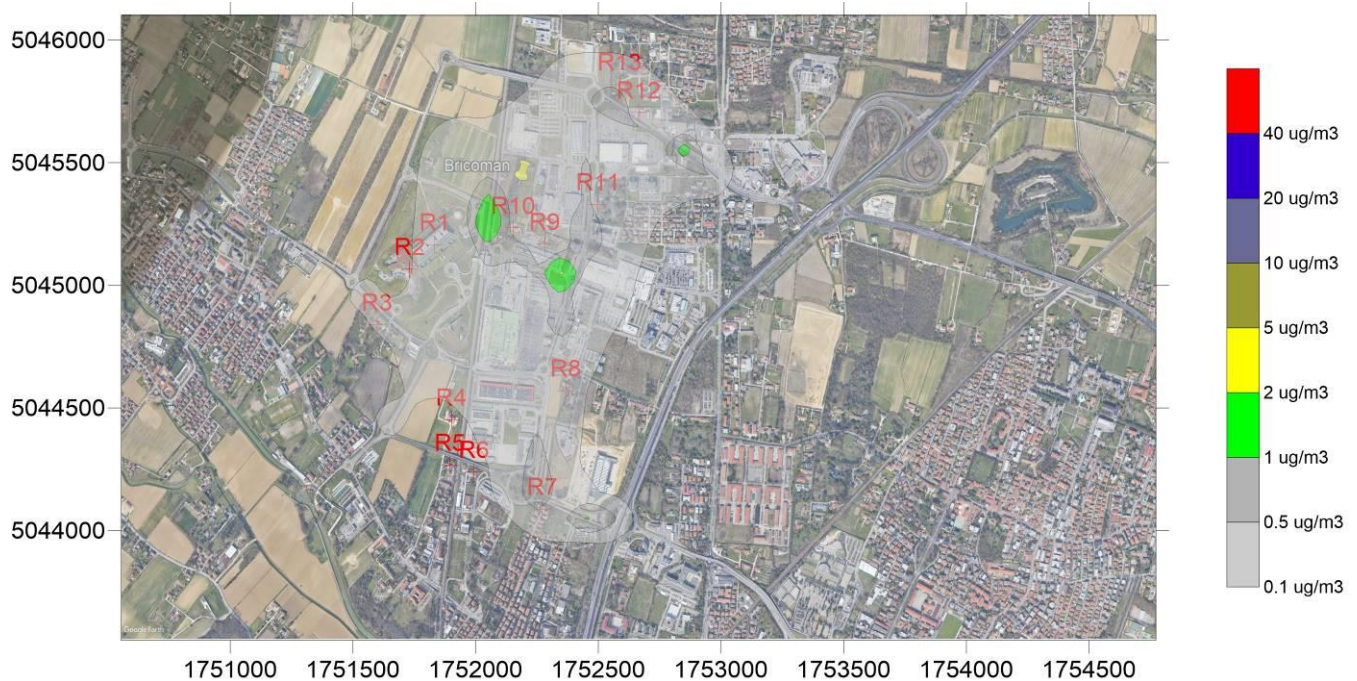 5046000
5045500
5045000
5044500
5044000
R13
R12
Bricoman
R11
R10
R9
R1
R2
R3
R8
R4
R5
R6
R7
Google Earth
1751000 1751500 1752000 1752500 1753000 1753500 1754000 1754500
40 ug/m3
20 ug/m3
10 ug/m3
5 ug/m3
2 ug/m3
1 ug/m3
0.5 ug/m3
0.1 ug/m3